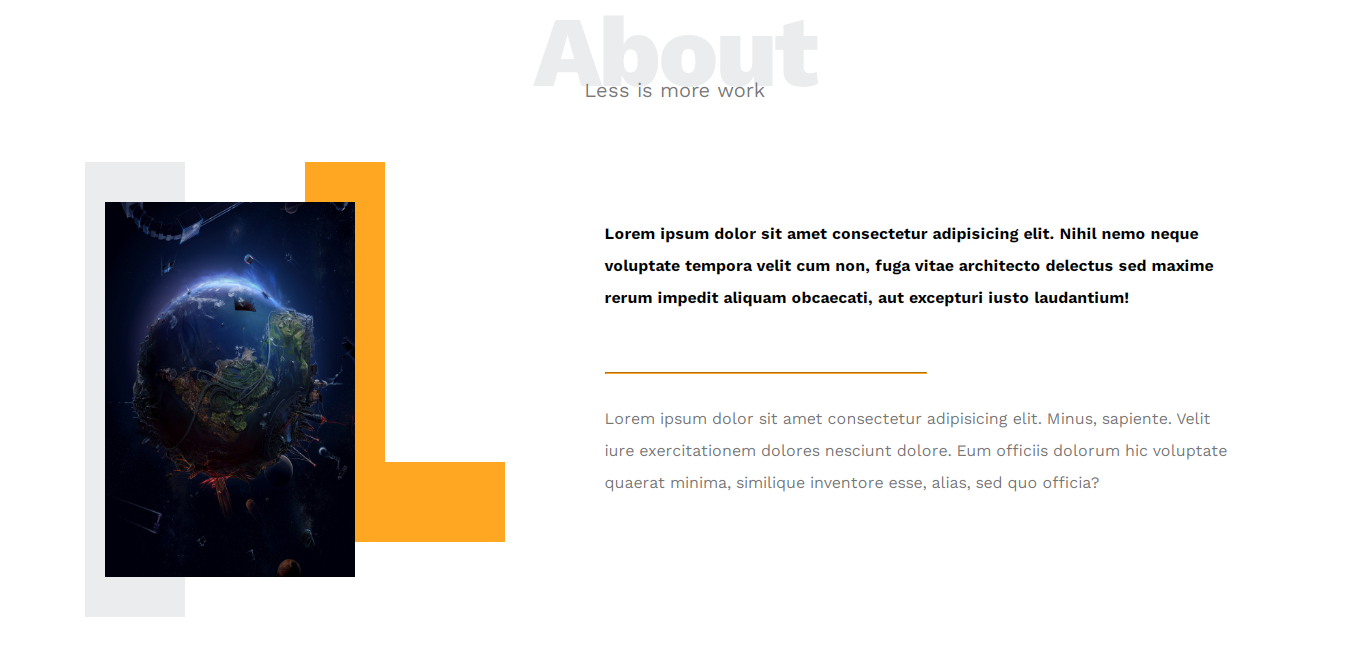 About
Less is more work
Lorem ipsum dolor sit amet consectetur adipisicing elit. Nihil nemo neque
voluptate tempora velit cum non, fuga vitae architecto delectus sed maxime
rerum impedit aliquam obcaecati, aut excepturi iusto laudantium!
Lorem ipsum dolor sit amet consectetur adipisicing elit. Minus, sapiente. Velit
iure exercitationem dolores nesciunt dolore. Eum officiis dolorum hic voluptate
quaerat minima, similique inventore esse, alias, sed quo officia?